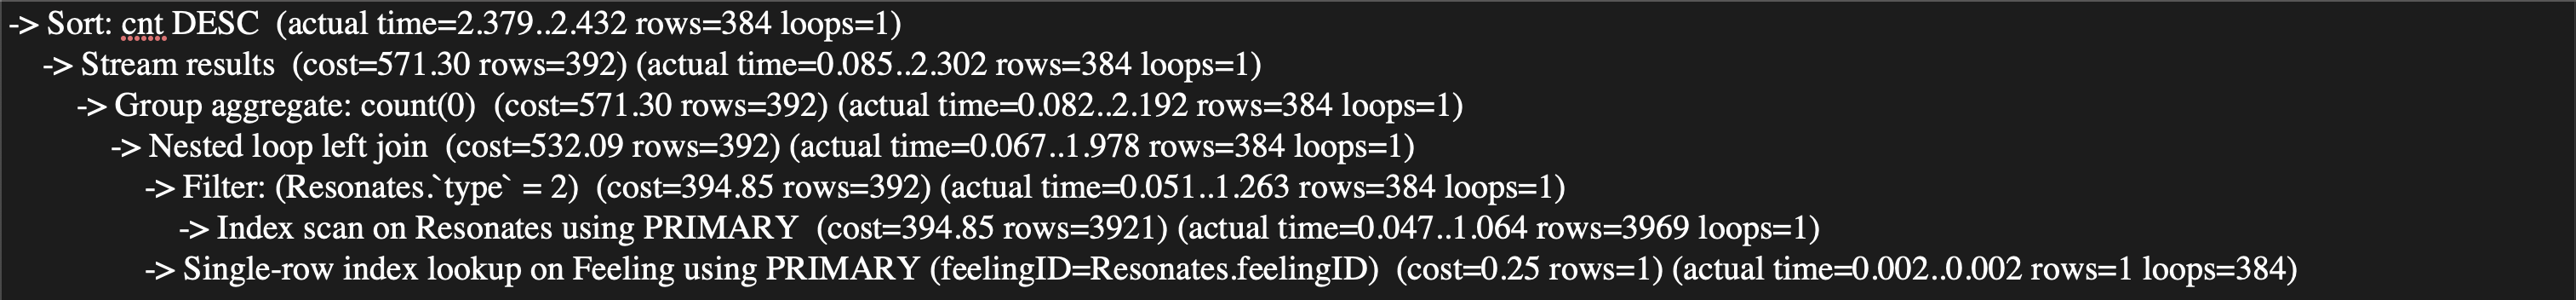 -> Sort: cnt DESC  (actual time=2.379..2.432 rows=384 loops=1)
-> Stream results  (cost=571.30 rows=392) (actual time=0.085..2.302 rows=384 loops=1)
-> Group aggregate: count(0)  (cost=571.30 rows=392) (actual time=0.082..2.192 rows=384 loops=1)
-> Nested loop left join  (cost=532.09 rows=392) (actual time=0.067..1.978 rows=384 loops=1)
-> Filter: (Resonates.`type` = 2)  (cost=394.85 rows=392) (actual time=0.051..1.263 rows=384 loops=1)
-> Index scan on Resonates using PRIMARY  (cost=394.85 rows=3921) (actual time=0.047..1.064 rows=3969 loops=1)
-> Single-row index lookup on Feeling using PRIMARY (feelingID=Resonates.feelingID)  (cost=0.25 rows=1) (actual time=0.002..0.002 rows=1 loops=384)